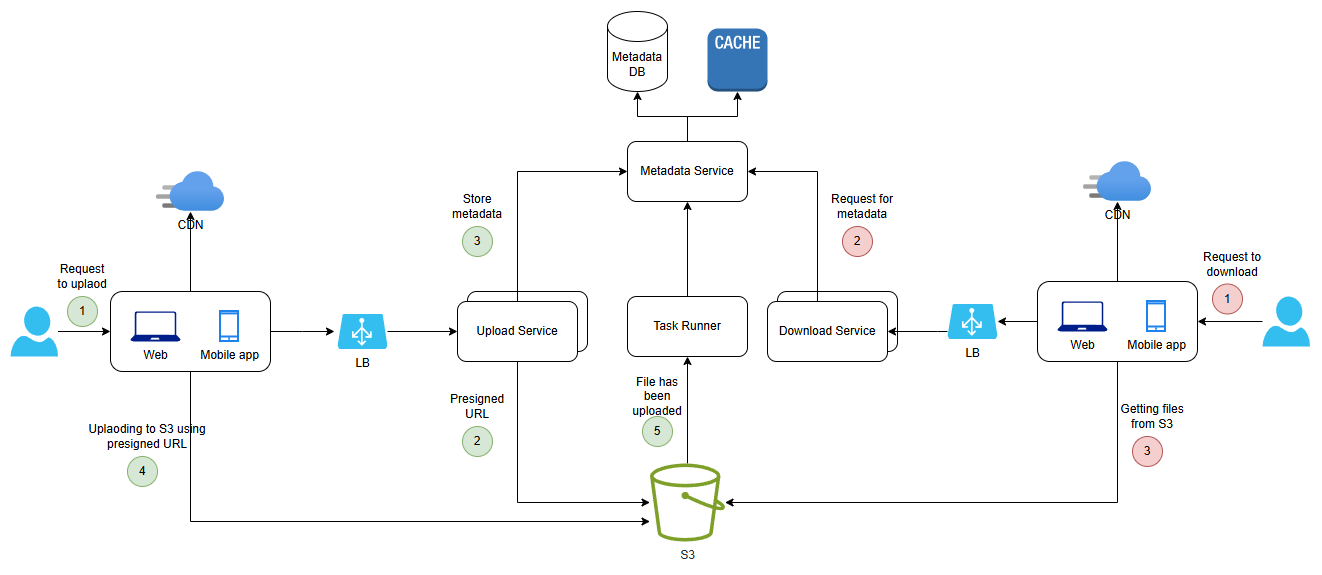 Metadata
DB
CACHE
Metadata Service
CDN
Store
metadata
3
Request for
metadata
2
CDN
Request
to uplaod
1
Web
Mobile app
LB
Upload Service
Task Runner
Download Service
LB
Web
Mobile app
Request to
download
1
Uplaoding to S3 using
presigned URL
4
Presigned
URL
2
File has
been
uploaded
5
Getting files
from S3
3
S3